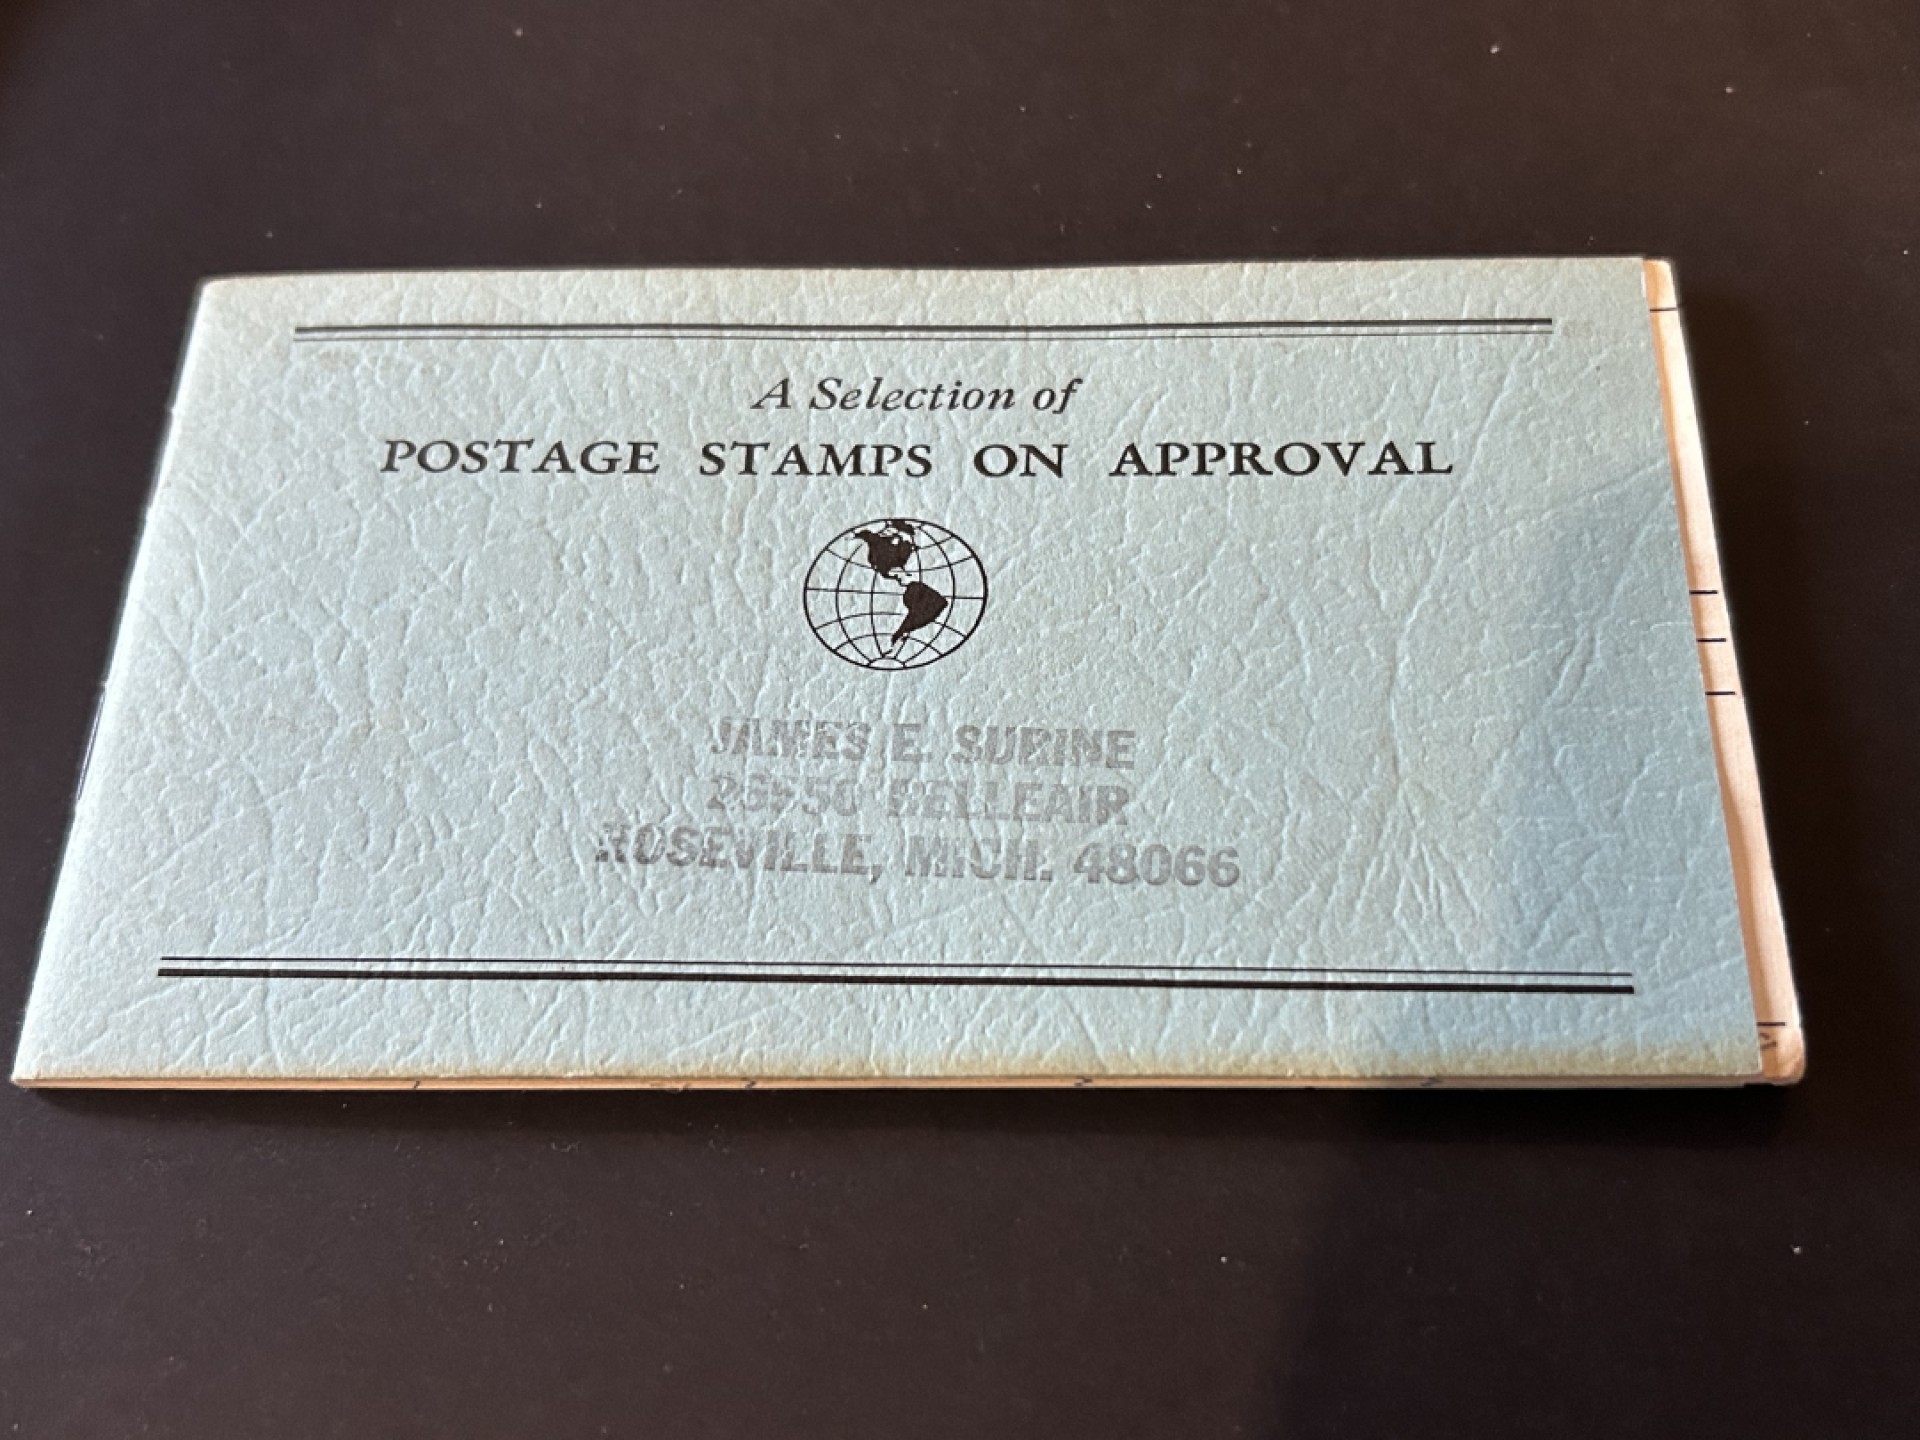 A Selection of
POSTAGE STAMPS ON APPROVAL
JAMES E. SURINE
BELLEAIR
ROSEVILLE, MICH. 48066